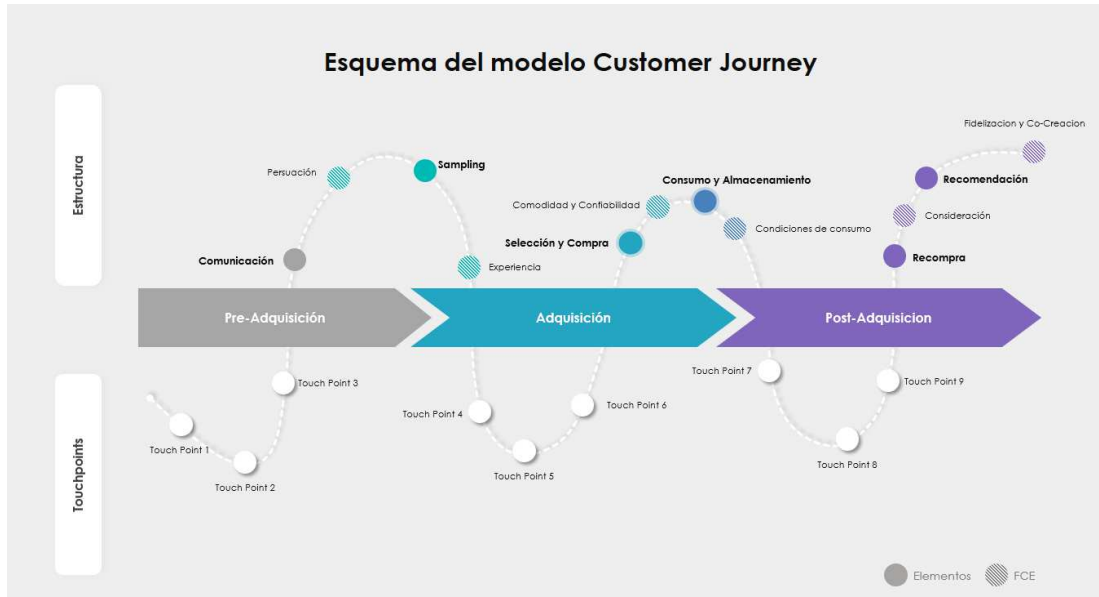 Esquema del modelo Customer Journey
Estructura
Fidelizacion y Co-Creacion
Persuación
Sampling
Consumo y Almacenamiento
Recomendación
Comodidad y Confiabilidad
Consideración
Condiciones de consumo
Selección y Compra
Comunicación
Recompra
Experiencia
Pre-Adquisición
Adquisición
Post-Adquisicion
Touchpoints
Touch Point 1
Touch Point 2
Touch Point 3
Touch Point 4
Touch Point 5
Touch Point 6
Touch Point 7
Touch Point 8
Touch Point 9
Elementos
FCE